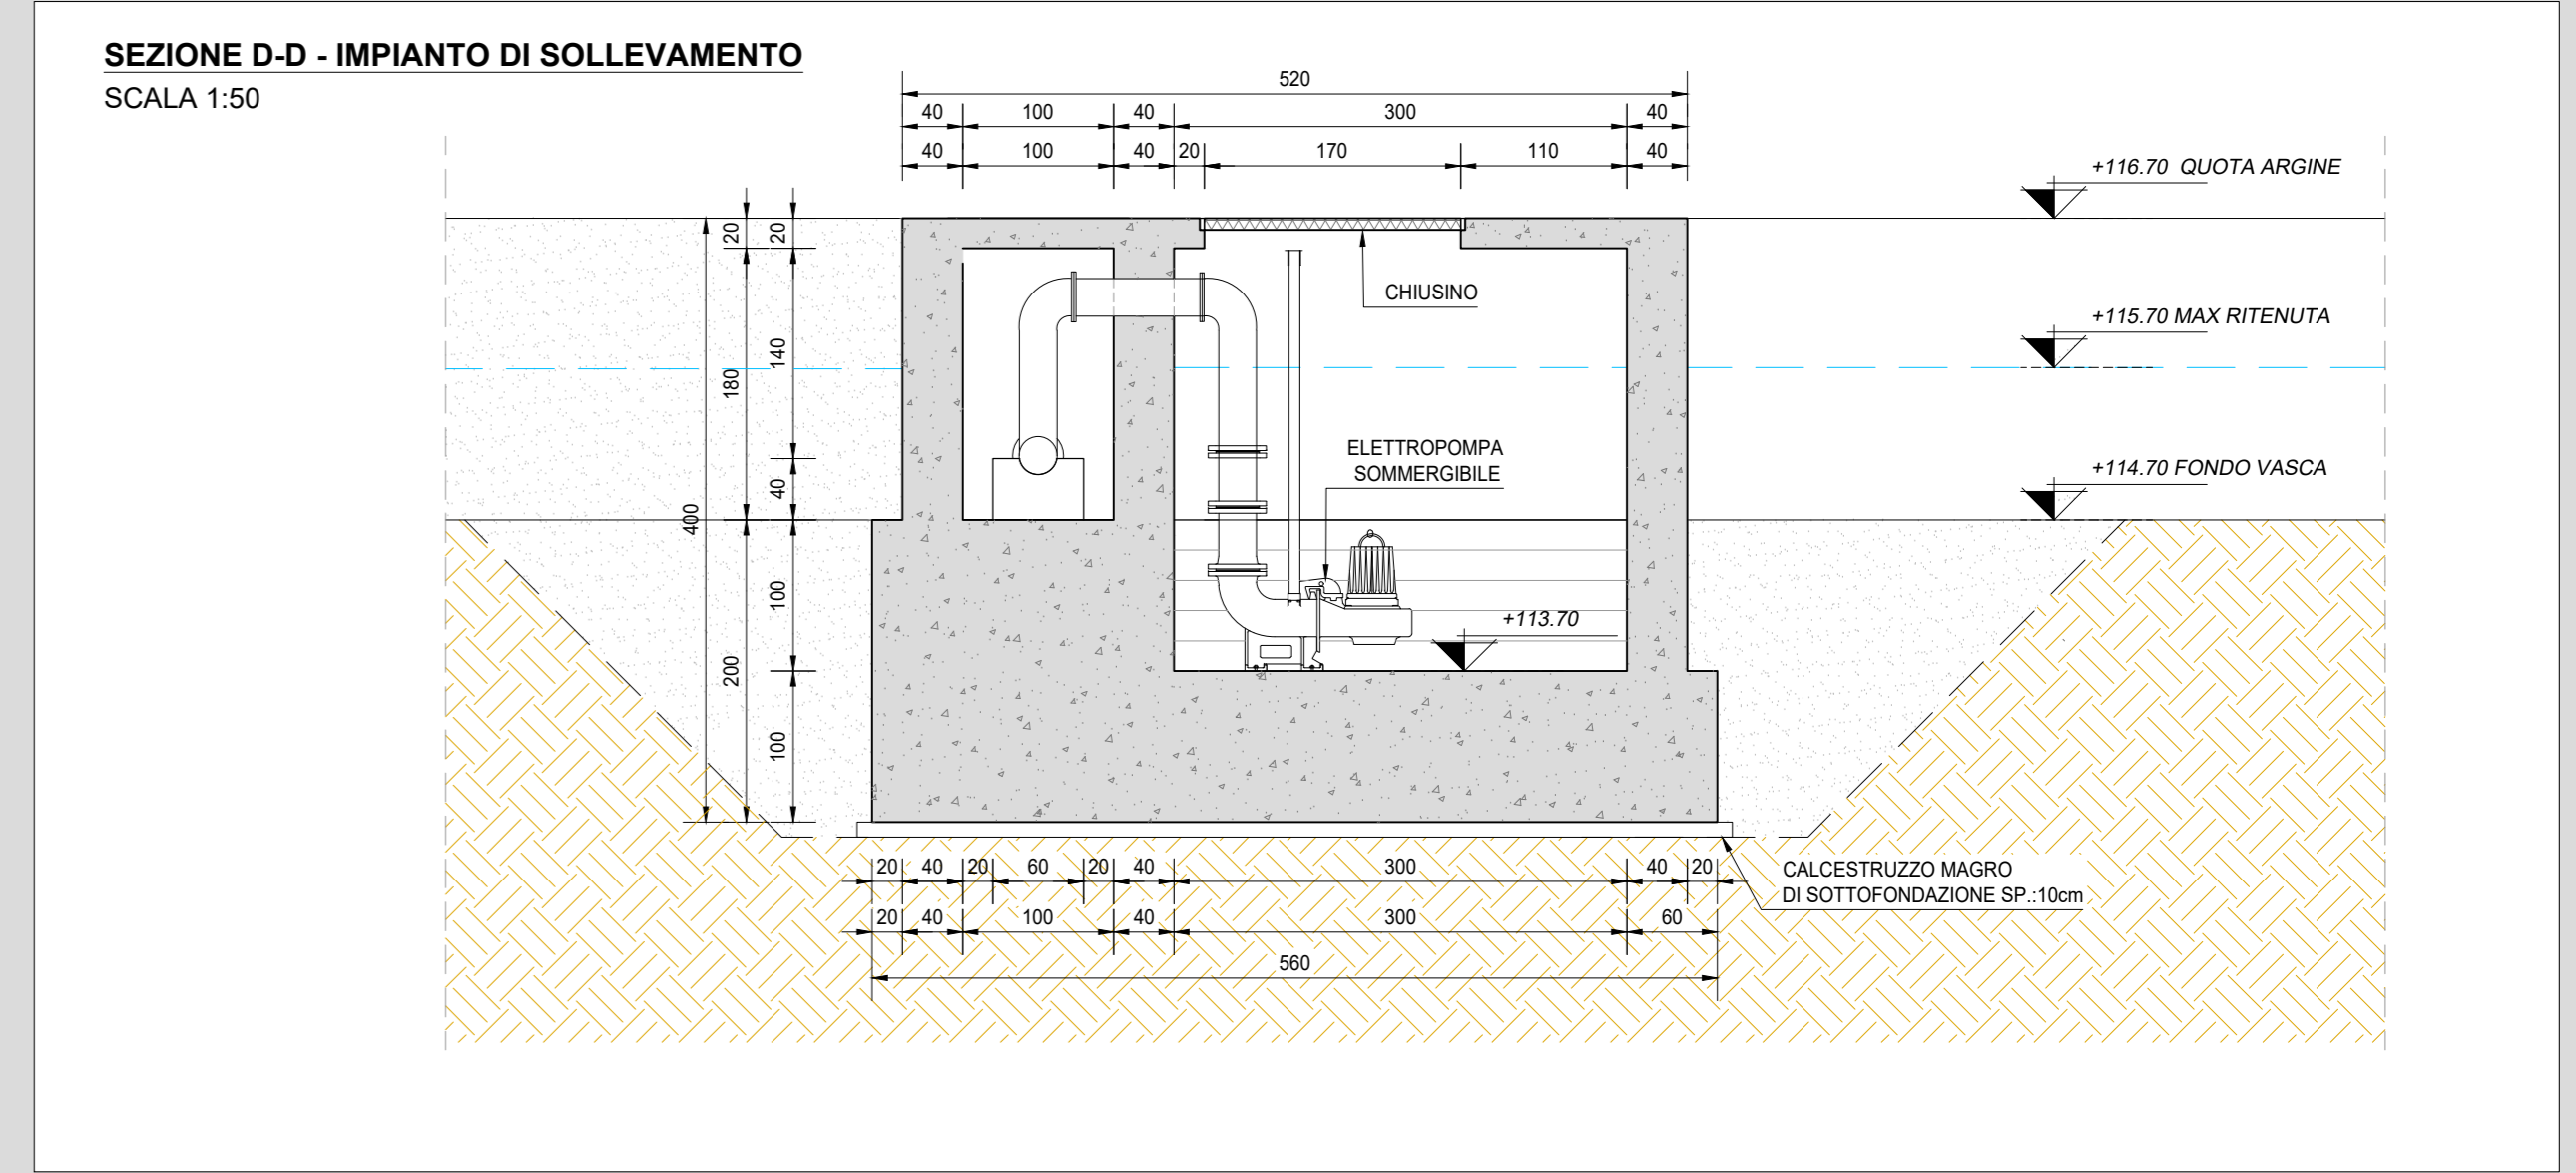 SEZIONE D-D - IMPIANTO DI SOLLEVAMENTO
SCALA 1:50
520
40 100 40 300 40
40 100 40 20 170 110 40
+116.70 QUOTA ARGINE
20 20
CHIUSINO
+115.70 MAX RITENUTA
140
180
ELETTROPOMPA
SOMMERGIBILE
+114.70 FONDO VASCA
40
400
100
+113.70
200
100
20 40 20 60 20 40 300 40 20
CALCESTRUZZO MAGRO
DI SOTTOFONDAZIONE SP.:10cm
20 40 100 40 300 60
560